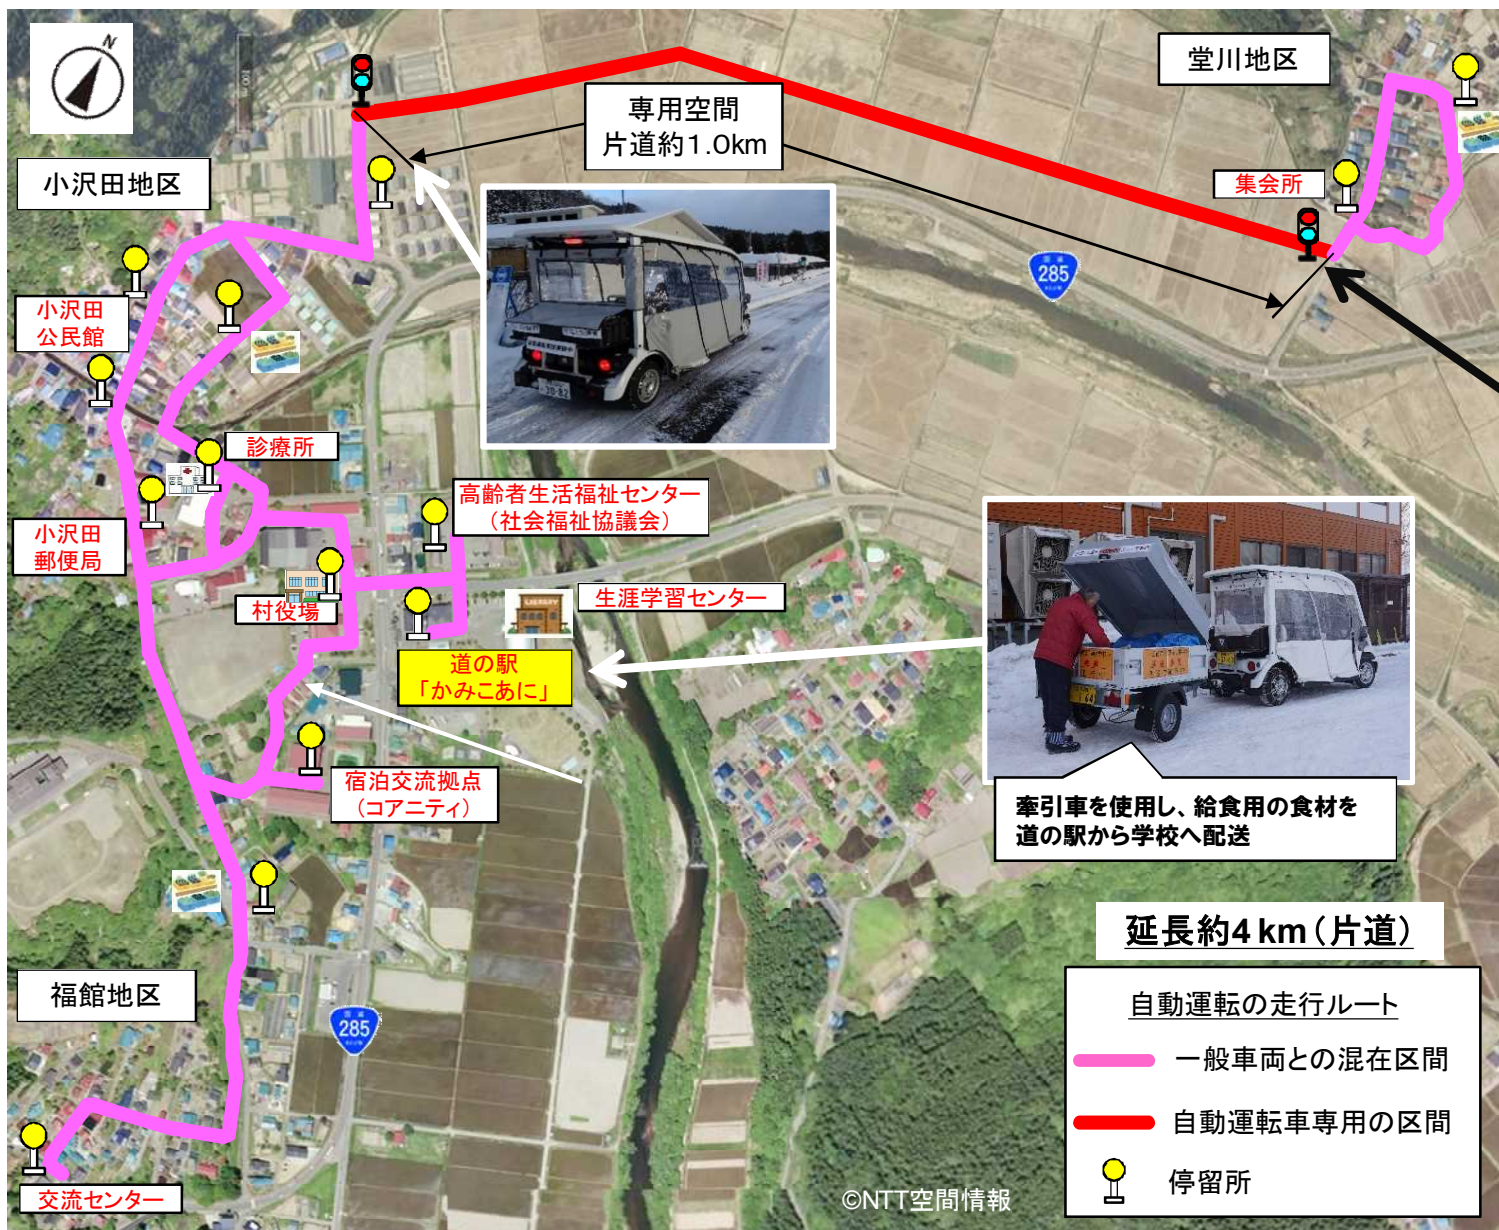 N
堂川地区
専用空間
片道約1.0km
小沢田地区
集会所
285
小沢田
公民館
診療所
高齢者生活福祉センター
（社会福祉協議会）
小沢田
郵便局
LIBRARY
生涯学習センター
村役場
道の駅
「かみこあに」
宿泊交流拠点
（コアニティ）
牽引車を使用し、給食用の食材を
道の駅から学校へ配送
延長約4km（片道）
福館地区
285
自動運転の走行ルート
一般車両との混在区間
自動運転車専用の区間
停留所
交流センター
©NTT空間情報